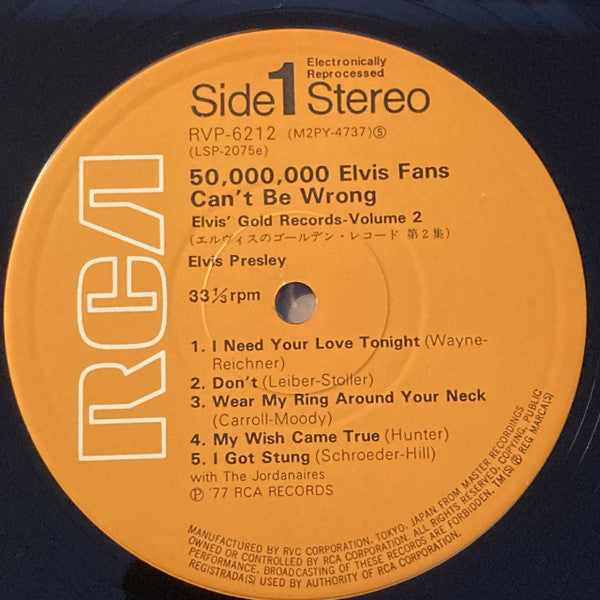 RCA
Side 1 Stereo
Electronically
Reprocessed
RVP-6212 (M2PY-4737)⑤
(LSP-2075e)
50,000,000 Elvis Fans
Can't Be Wrong
Elvis' Gold Records-Volume 2
(エルヴィスのゴールデン・レコード 第2集)
Elvis Presley
33⅓rpm
1. I Need Your Love Tonight (Wayne-
Reichner)
2. Don't (Leiber-Stoller)
3. Wear My Ring Around Your Neck
(Carroll-Moody)
4. My Wish Came True (Hunter)
5. I Got Stung (Schroeder-Hill)
with The Jordanaires
℗ '77 RCA RECORDS
MANUFACTURED BY RVC CORPORATION, TOKYO, JAPAN FROM MASTER RECORDINGS
OWNED OR CONTROLLED BY RCA CORPORATION. ALL RIGHTS RESERVED, COPYING, PUBLIC
PERFORMANCE, BROADCASTING OF THESE RECORDS ARE FORBIDDEN. TM(S) ® REG MARCA(S)
REGISTRADA(S) USED BY AUTHORITY OF RCA CORPORATION.